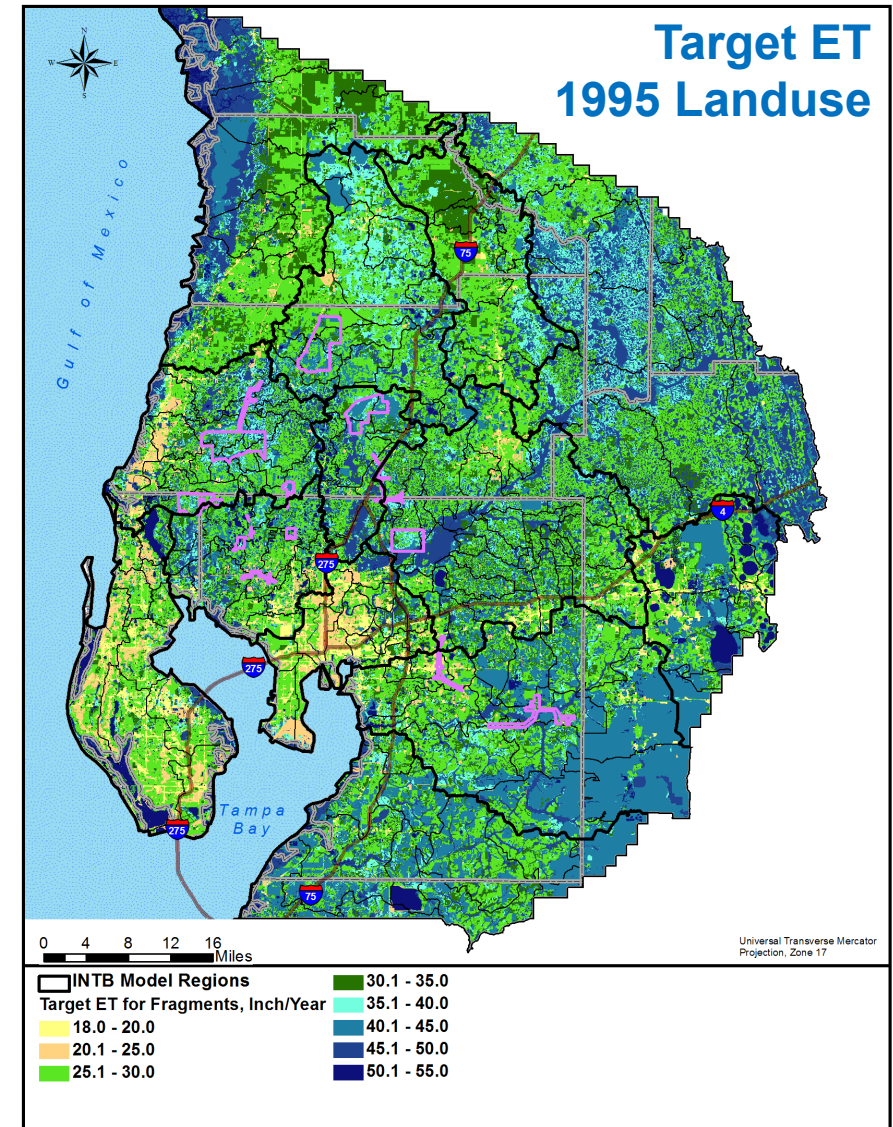 Target ET
1995 Landuse
N
W E
S
Gulf of Mexico
75
4
275
275
Tampa
Bay
275
75
0 4 8 12 16
Miles
Universal Transverse Mercator
Projection, Zone 17
INTB Model Regions
Target ET for Fragments, Inch/Year
18.0 - 20.0
20.1 - 25.0
25.1 - 30.0
30.1 - 35.0
35.1 - 40.0
40.1 - 45.0
45.1 - 50.0
50.1 - 55.0